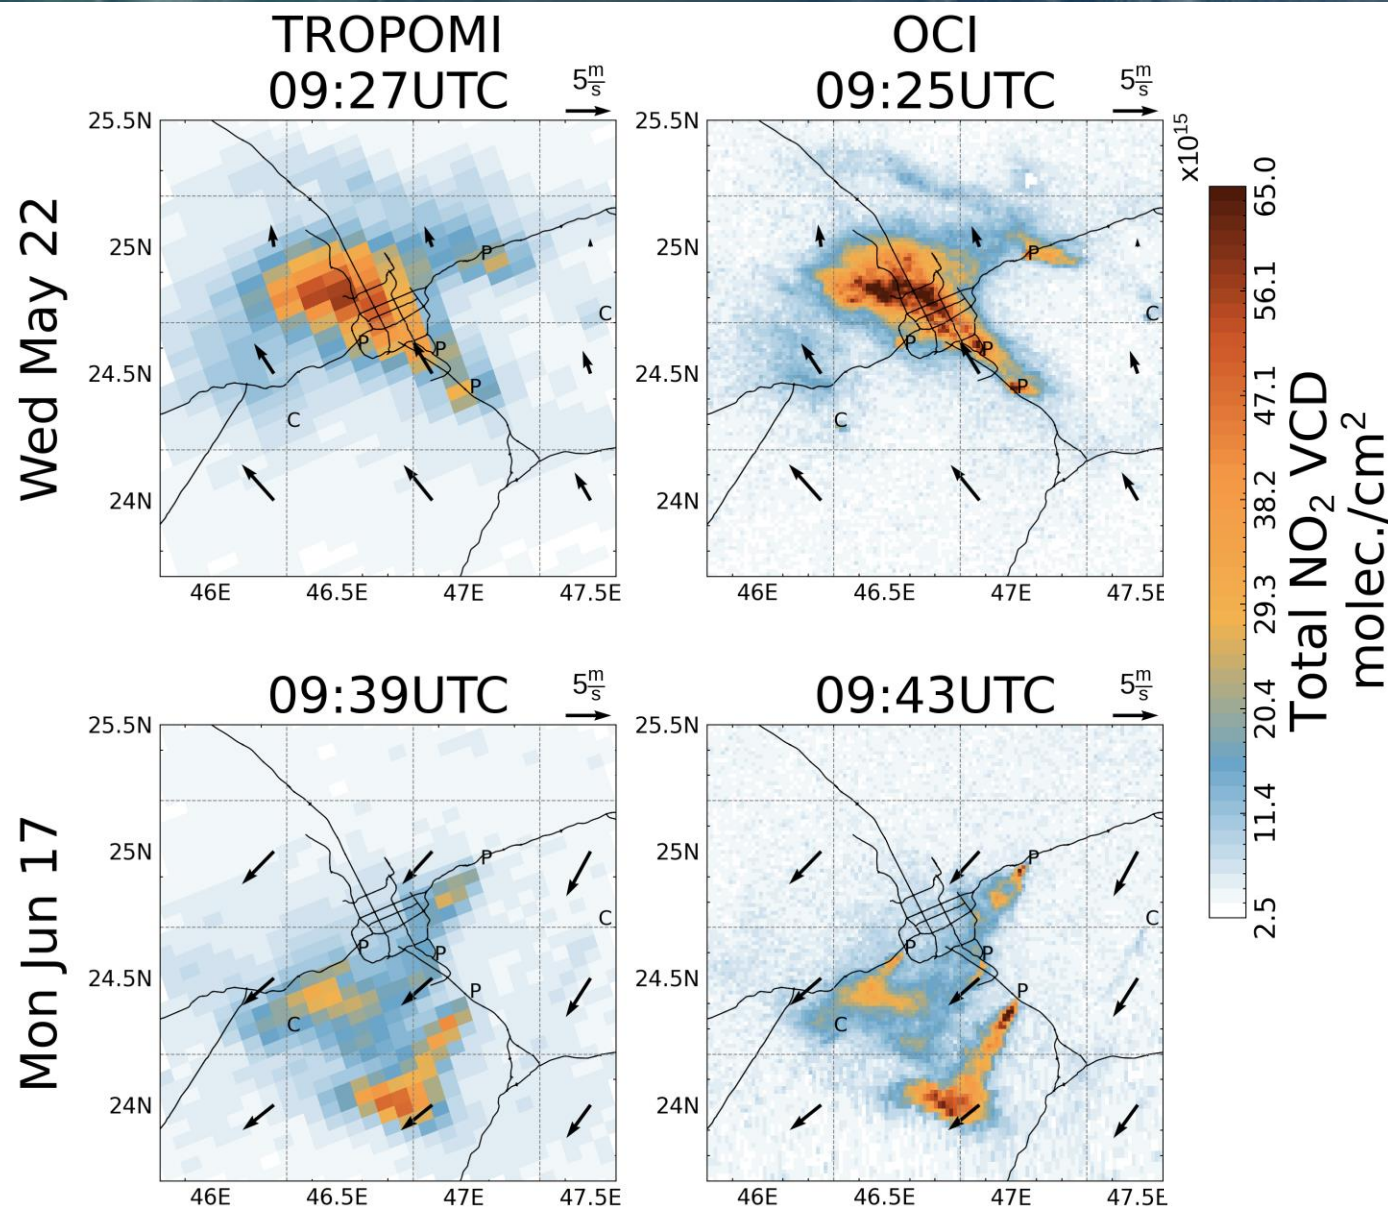 TROPOMI
OCI
09:27UTC
5 m/s
09:25UTC
5 m/s
Wed May 22
25.5N
25N
24.5N
24N
46E
46.5E
47E
47.5E
P
C
P
P
P
C
25.5N
25N
24.5N
24N
46E
46.5E
47E
47.5E
P
C
P
P
P
C
x10¹⁵
65.0
56.1
47.1
38.2
29.3
20.4
11.4
2.5
Total NO₂ VCD
molec./cm²
09:39UTC
5 m/s
09:43UTC
5 m/s
Mon Jun 17
25.5N
25N
24.5N
24N
46E
46.5E
47E
47.5E
P
C
P
P
P
C
25.5N
25N
24.5N
24N
46E
46.5E
47E
47.5E
P
C
P
P
P
C